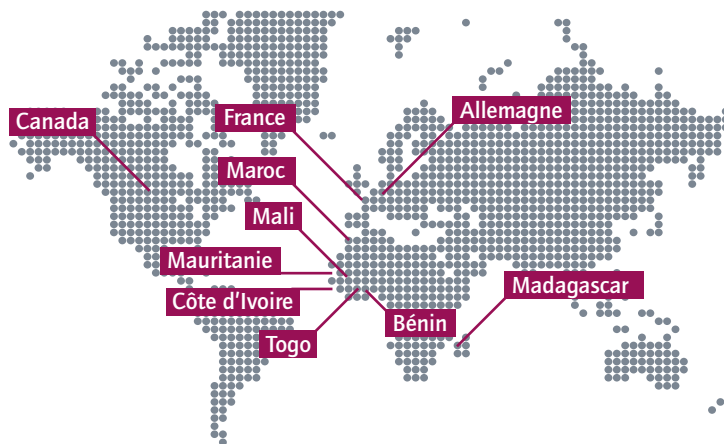 Allemagne
France
Canada
Maroc
Mali
Mauritanie
Madagascar
Côte d'Ivoire
Bénin
Togo